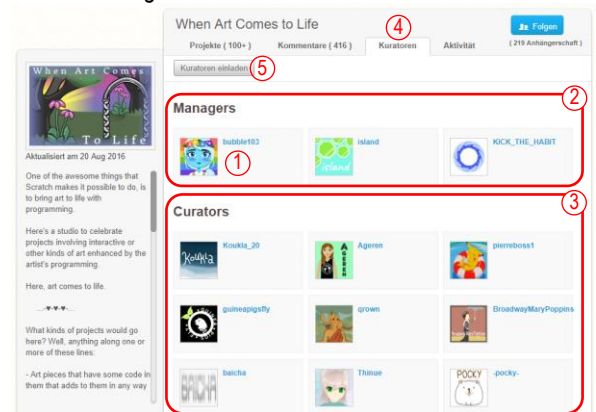 When Art Comes to Life
④
Folgen
Projekte ( 100+ )
Kommentare ( 416 )
Kuratoren
Aktivität
( 219 Anhängerschaft )
Kuratoren einladen
⑤
When Art Comes
To Life
Aktualisiert am 20 Aug 2016
One of the awesome things that
Scratch makes it possible to do, is
to bring art to life with
programming.
Here's a studio to celebrate
projects involving interactive or
other kinds of art enhanced by the
artist's programming.
Here, art comes to life.
...-♥-♥-♥-...
What kinds of projects would go
here? Well, anything along one or
more of these lines:
- Art pieces that have some code in
them that adds to them in any way
②
Managers
bubble103
①
island
island
KICK_THE_HABIT
③
Curators
Koukla_20
Koukla
Ageren
AGEREN
pierreboss1
guineapigsfly
qrown
BroadwayMaryPoppins
baicha
BAICHA
Thinue
-pocky-
POCKY